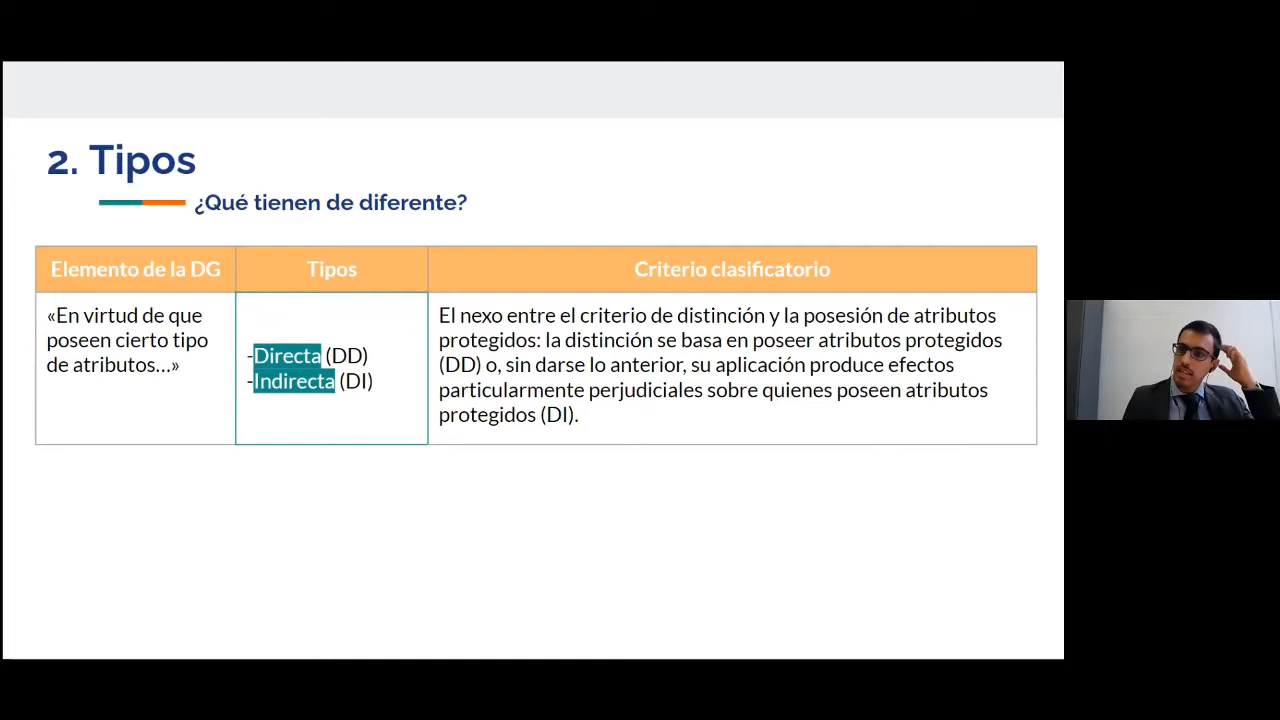 2. Tipos
¿Qué tienen de diferente?
Elemento de la DG
Tipos
Criterio clasificatorio
«En virtud de que
poseen cierto tipo
de atributos...»
-Directa (DD)
-Indirecta (DI)
El nexo entre el criterio de distinción y la posesión de atributos
protegidos: la distinción se basa en poseer atributos protegidos
(DD) o, sin darse lo anterior, su aplicación produce efectos
particularmente perjudiciales sobre quienes poseen atributos
protegidos (DI).